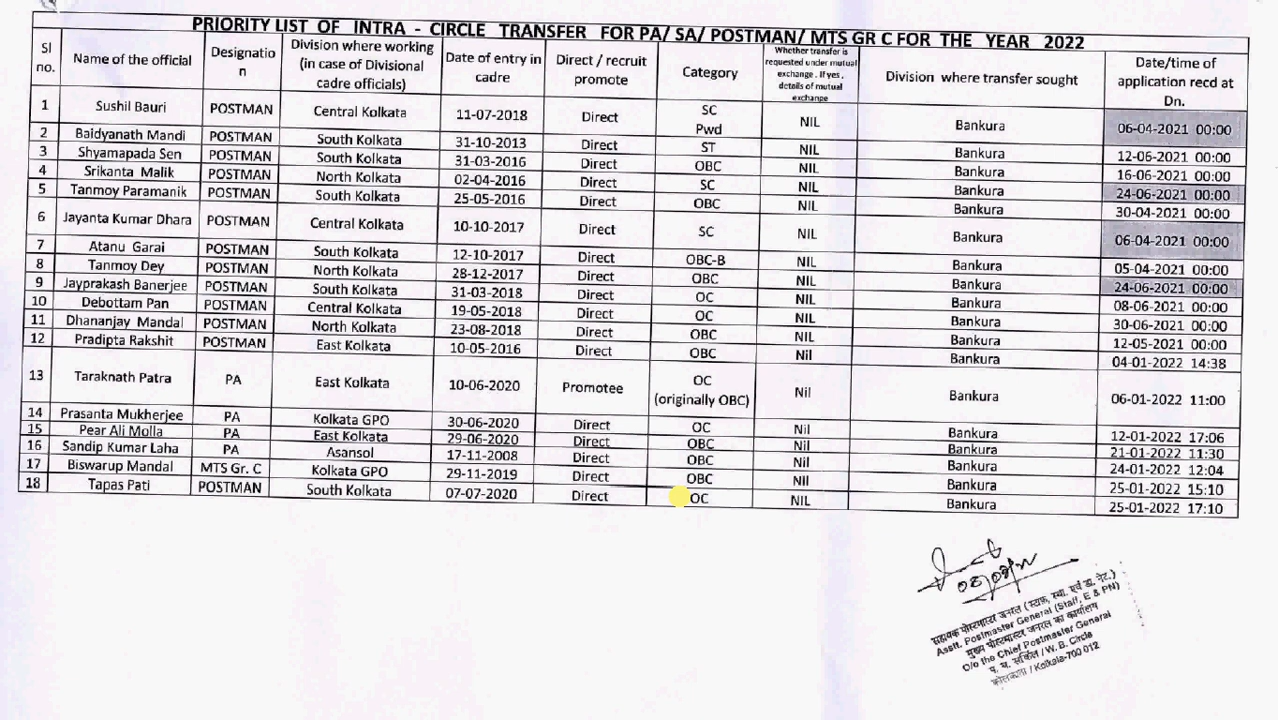 PRIORITY LIST OF INTRA - CIRCLE TRANSFER FOR PA/ SA/ POSTMAN/ MTS GR C FOR THE YEAR 2022
Sl no. Name of the official Designation Division where working (in case of Divisional cadre officials) Date of entry in cadre Direct / recruit promote Category Whether transfer is requested under mutual exchange. If yes, details of mutual exchange Division where transfer sought Date/time of application recd at Dn.
1 Sushil Bauri POSTMAN Central Kolkata 11-07-2018 Direct SC Pwd NIL Bankura 06-04-2021 00:00
2 Baidyanath Mandi POSTMAN South Kolkata 31-10-2013 Direct ST NIL Bankura 12-06-2021 00:00
3 Shyamapada Sen POSTMAN South Kolkata 31-03-2016 Direct OBC NIL Bankura 16-06-2021 00:00
4 Srikanta Malik POSTMAN North Kolkata 02-04-2016 Direct SC NIL Bankura 24-06-2021 00:00
5 Tanmoy Paramanik POSTMAN South Kolkata 25-05-2016 Direct OBC NIL Bankura 30-04-2021 00:00
6 Jayanta Kumar Dhara POSTMAN Central Kolkata 10-10-2017 Direct SC NIL Bankura 06-04-2021 00:00
7 Atanu Garai POSTMAN South Kolkata 12-10-2017 Direct OBC-B NIL Bankura 05-04-2021 00:00
8 Tanmoy Dey POSTMAN North Kolkata 28-12-2017 Direct OBC NIL Bankura 24-06-2021 00:00
9 Jayprakash Banerjee POSTMAN South Kolkata 31-03-2018 Direct OC NIL Bankura 08-06-2021 00:00
10 Debottam Pan POSTMAN Central Kolkata 19-05-2018 Direct OC NIL Bankura 30-06-2021 00:00
11 Dhananjay Mandal POSTMAN North Kolkata 23-08-2018 Direct OBC NIL Bankura 12-05-2021 00:00
12 Pradipta Rakshit POSTMAN East Kolkata 10-05-2016 Direct OBC Nil Bankura 04-01-2022 14:38
13 Taraknath Patra PA East Kolkata 10-06-2020 Promotee OC (originally OBC) Nil Bankura 06-01-2022 11:00
14 Prasanta Mukherjee PA Kolkata GPO 30-06-2020 Direct OC Nil Bankura 12-01-2022 17:06
15 Pear Ali Molla PA East Kolkata 29-06-2020 Direct OBC Nil Bankura 21-01-2022 11:30
16 Sandip Kumar Laha PA Asansol 17-11-2008 Direct OBC Nil Bankura 24-01-2022 12:04
17 Biswarup Mandal MTS Gr. C Kolkata GPO 29-11-2019 Direct OBC Nil Bankura 25-01-2022 15:10
18 Tapas Pati POSTMAN South Kolkata 07-07-2020 Direct OC NIL Bankura 25-01-2022 17:10
सहायक पोस्टमास्टर जनरल (स्टाफ, स्था. एवं डा. नेट.)
Asstt. Postmaster General (Staff, E & PN)
मुख्य पोस्टमास्टर जनरल का कार्यालय
O/o the Chief Postmaster General
प. बं. सर्किल / W. B. Circle
कोलकाता / Kolkata-700 012